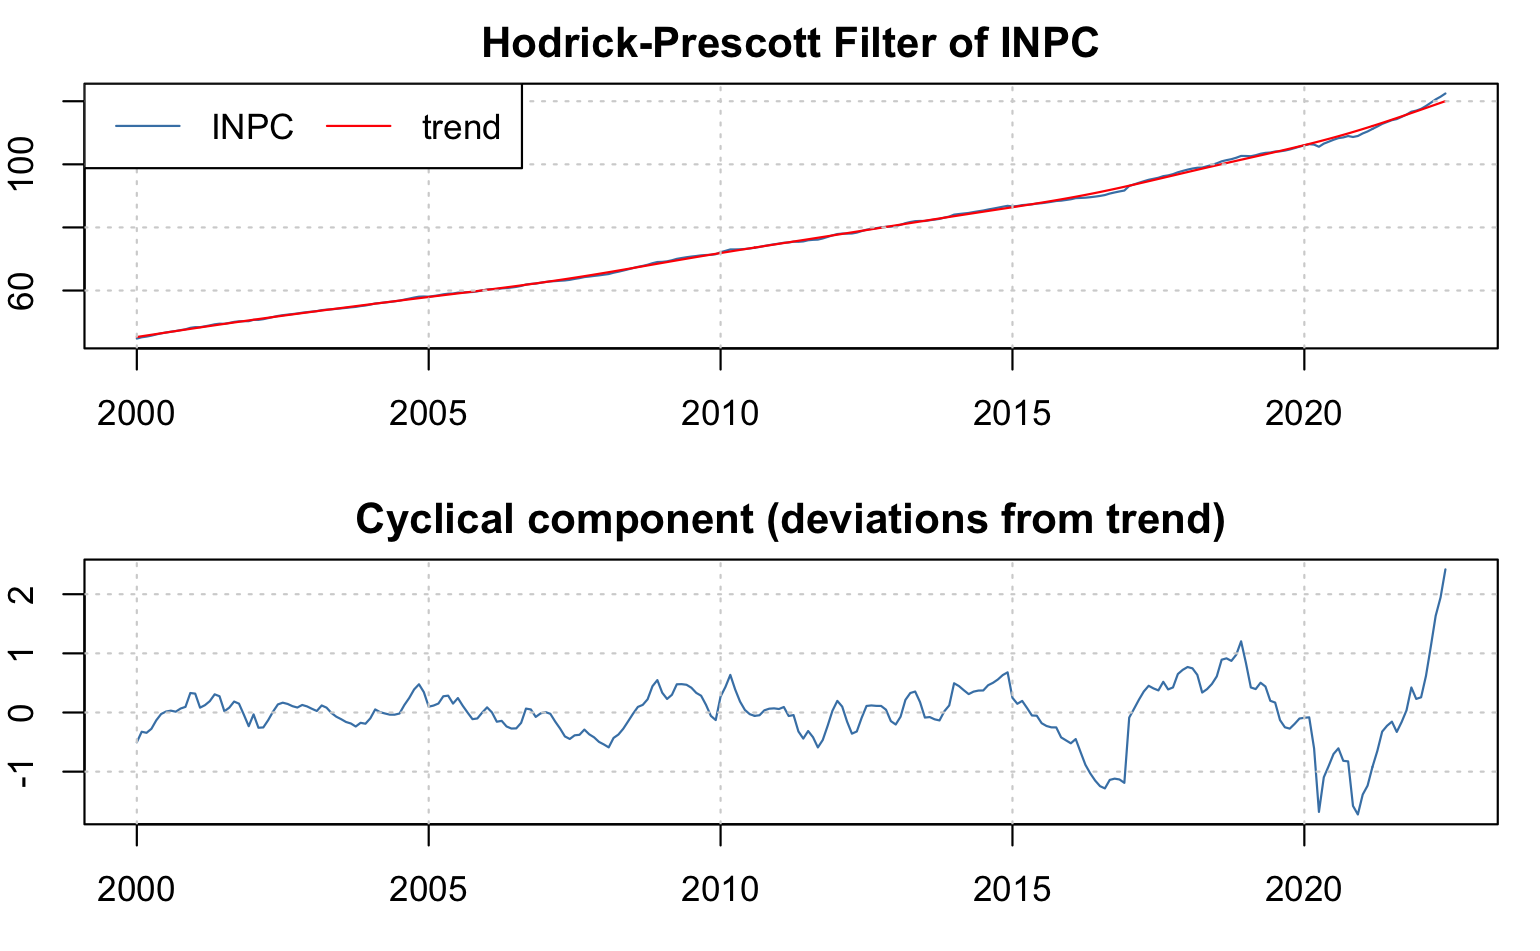 Hodrick-Prescott Filter of INPC
INPC trend
100
60
2000 2005 2010 2015 2020
Cyclical component (deviations from trend)
2
1
0
-1
2000 2005 2010 2015 2020